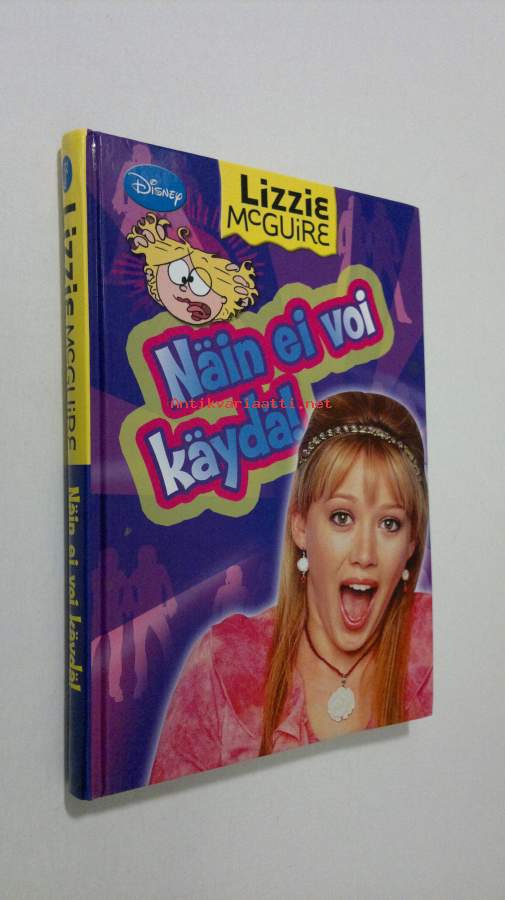 DISNEY
Lizzie
McGUiRE
Näin ei voi
käydä!
Antikvariaatti.net
Lizzie McGUiRE Näin ei voi käydä!